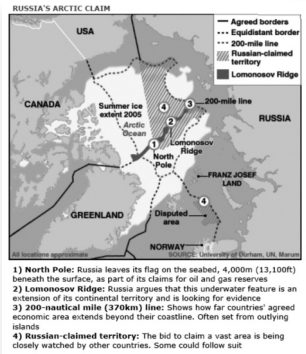 RUSSIA'S ARCTIC CLAIM
USA
Agreed borders
Equidistant border
200-mile line
Russian-claimed
territory
Lomonosov Ridge
4
3
200-mile line
CANADA
Summer ice
extent 2005
2
RUSSIA
Arctic
Ocean
1
Lomonosov
Ridge
North
Pole
FRANZ JOSEF
LAND
4
GREENLAND
Disputed
area
NORWAY
All locations approximate
SOURCE: University of Durham, UN, Marum
1) North Pole: Russia leaves its flag on the seabed, 4,000m (13,100ft)
beneath the surface, as part of its claims for oil and gas reserves
2) Lomonosov Ridge: Russia argues that this underwater feature is an
extension of its continental territory and is looking for evidence
3) 200-nautical mile (370km) line: Shows how far countries' agreed
economic area extends beyond their coastline. Often set from outlying
islands
4) Russian-claimed territory: The bid to claim a vast area is being
closely watched by other countries. Some could follow suit